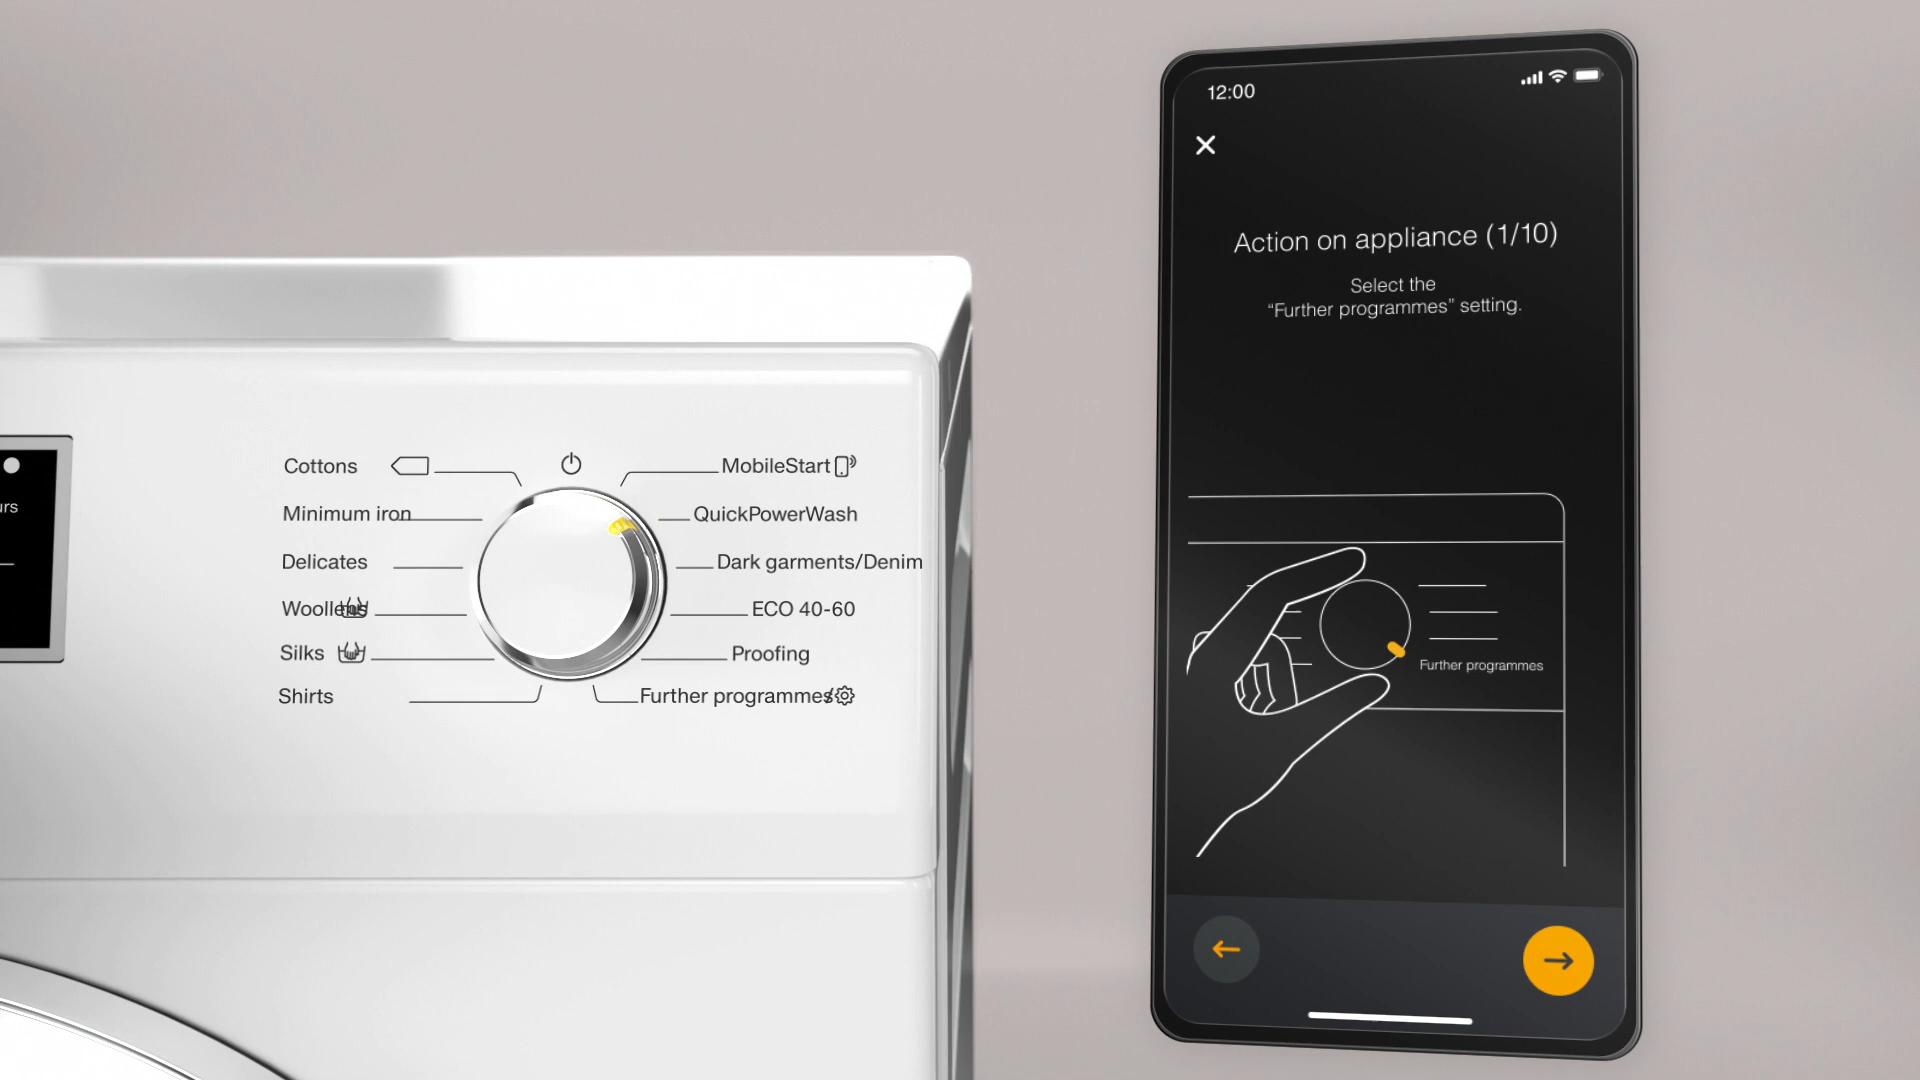 urs
Cottons
Minimum iron
Delicates
Woollens
Silks
Shirts
MobileStart
QuickPowerWash
Dark garments/Denim
ECO 40-60
Proofing
Further programmes/
12:00
Action on appliance (1/10)
Select the
“Further programmes” setting.
Further programmes